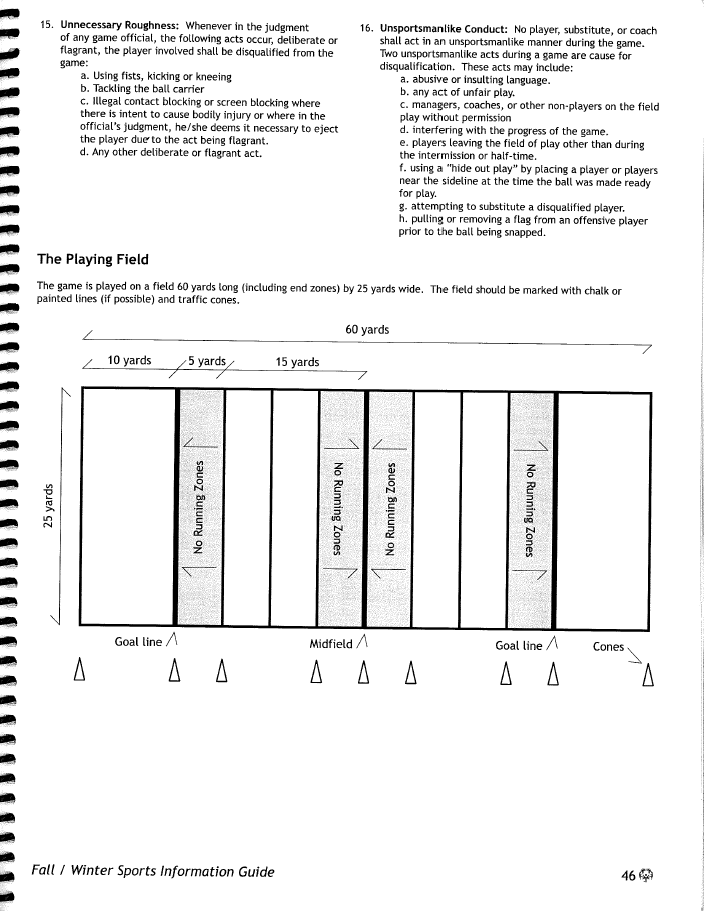 15. Unnecessary Roughness: Whenever in the judgment
of any game official, the following acts occur, deliberate or
flagrant, the player involved shall be disqualified from the
game:
a. Using fists, kicking or kneeing
b. Tackling the ball carrier
c. Illegal contact blocking or screen blocking where
there is intent to cause bodily injury or where in the
official's judgment, he/she deems it necessary to eject
the player due to the act being flagrant.
d. Any other deliberate or flagrant act.
16. Unsportsmanlike Conduct: No player, substitute, or coach
shall act in an unsportsmanlike manner during the game.
Two unsportsmanlike acts during a game are cause for
disqualification. These acts may include:
a. abusive or insulting language.
b. any act of unfair play.
c. managers, coaches, or other non-players on the field
play without permission
d. interfering with the progress of the game.
e. players leaving the field of play other than during
the intermission or half-time.
f. using a "hide out play" by placing a player or players
near the sideline at the time the ball was made ready
for play.
g. attempting to substitute a disqualified player.
h. pulling or removing a flag from an offensive player
prior to the ball being snapped.
The Playing Field
The game is played on a field 60 yards long (including end zones) by 25 yards wide. The field should be marked with chalk or
painted lines (if possible) and traffic cones.
60 yards
10 yards 5 yards 15 yards
25 yards
No Running Zones
No Running Zones
No Running Zones
No Running Zones
Goal line Midfield Goal line Cones
Fall / Winter Sports Information Guide 46